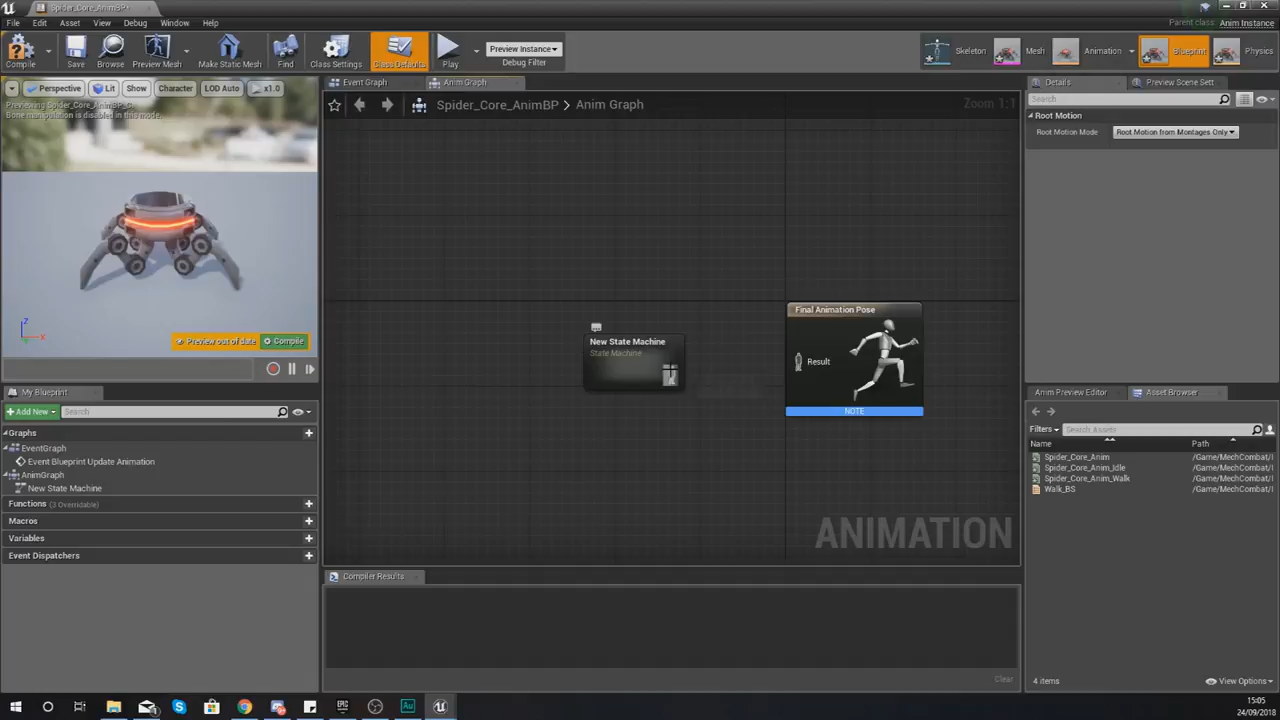 Spider_Core_AnimBP*
File Edit Asset View Debug Window Help
Parent class: Anim Instance
Compile
Save
Browse
Preview Mesh
Make Static Mesh
Find
Class Settings
Class Defaults
Play
Preview Instance
Debug Filter
Skeleton
Mesh
Animation
Blueprint
Physics
Perspective
Lit
Show
Character
LOD Auto
x1.0
Previewing Spider_Core_AnimBP_C.
Bone manipulation is disabled in this mode.
Z
X
Preview out of date
Compile
Event Graph
Anim Graph
Spider_Core_AnimBP > Anim Graph
Zoom 1:1
New State Machine
State Machine
Final Animation Pose
Result
NOTE
ANIMATION
Compiler Results
Clear
My Blueprint
+ Add New
Search
Graphs
EventGraph
Event Blueprint Update Animation
AnimGraph
New State Machine
Functions (3 Overridable)
Macros
Variables
Event Dispatchers
Details
Preview Scene Sett
Search
Root Motion
Root Motion Mode
Root Motion from Montages Only
Anim Preview Editor
Asset Browser
Filters
Search Assets
Name Path
Spider_Core_Anim /Game/MechCombat/
Spider_Core_Anim_Idle /Game/MechCombat/
Spider_Core_Anim_Walk /Game/MechCombat/
Walk_BS /Game/MechCombat/
4 items
View Options
15:05
24/09/2018